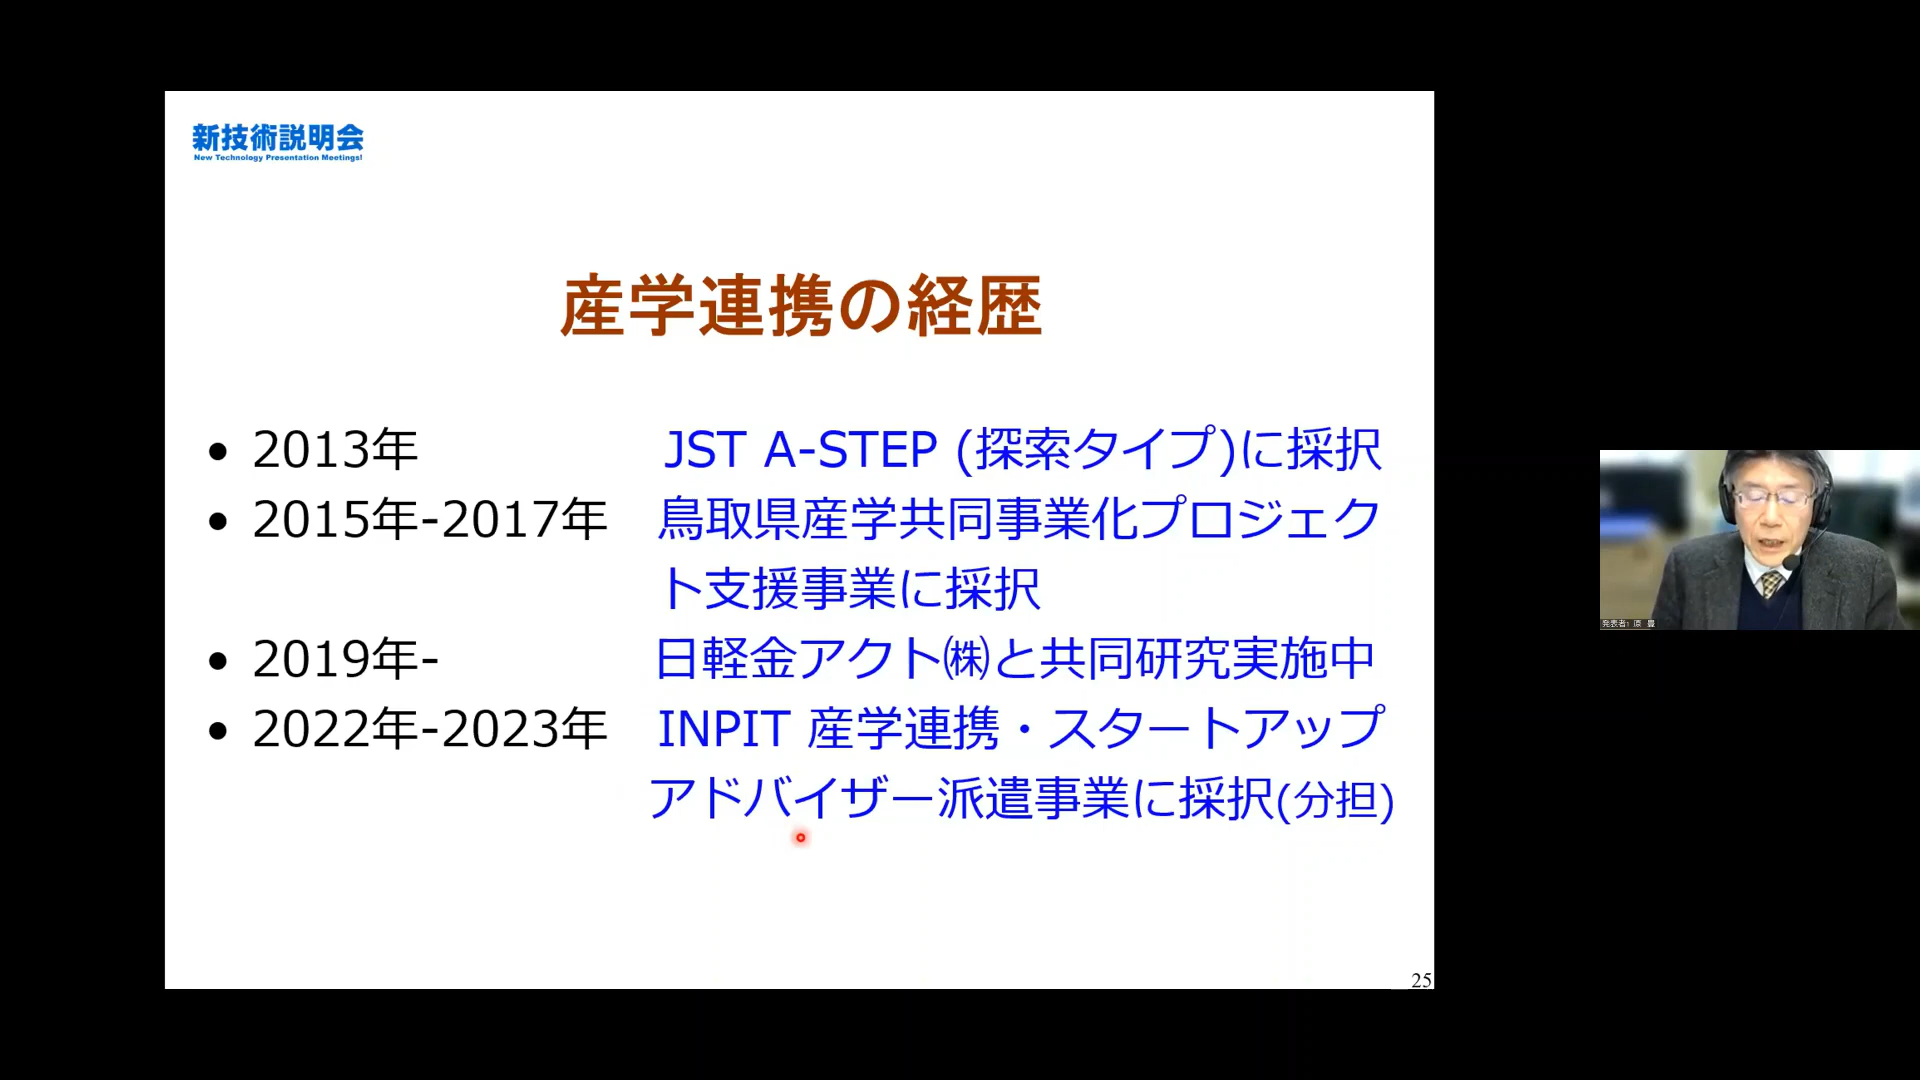 新技術説明会
New Technology Presentation Meetings!
産学連携の経歴
• 2013年 JST A-STEP (探索タイプ)に採択
• 2015年-2017年 鳥取県産学共同事業化プロジェク
ト支援事業に採択
• 2019年- 日軽金アクト㈱と共同研究実施中
• 2022年-2023年 INPIT 産学連携・スタートアップ
アドバイザー派遣事業に採択(分担)
25
発表者：原 豊